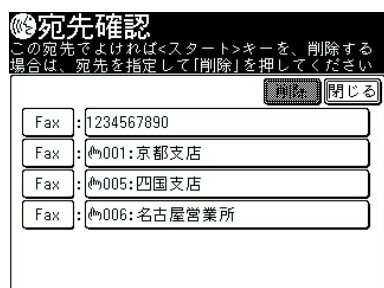 宛先確認
この宛先でよければ<スタート>キーを、削除する
場合は、宛先を指定して「削除」を押してください
削除 閉じる
Fax : 1234567890
Fax : 001:京都支店
Fax : 005:四国支店
Fax : 006:名古屋営業所